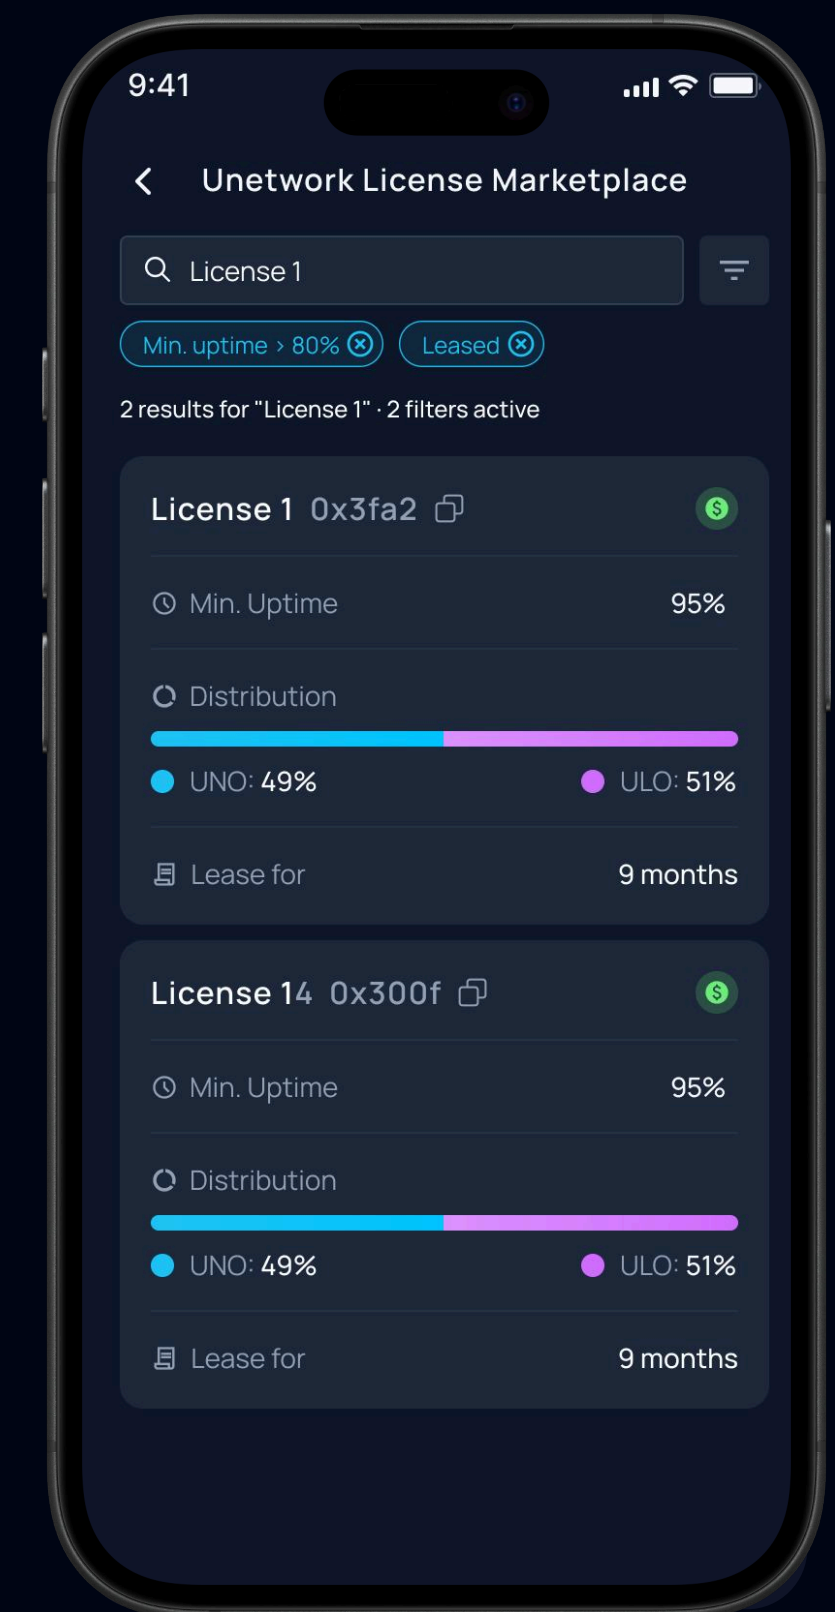 9:41
Unetwork License Marketplace
License 1
Min. uptime > 80% Leased
2 results for "License 1" · 2 filters active
License 1 0x3fa2
$
Min. Uptime 95%
Distribution
UNO: 49% ULO: 51%
Lease for 9 months
License 14 0x300f
$
Min. Uptime 95%
Distribution
UNO: 49% ULO: 51%
Lease for 9 months